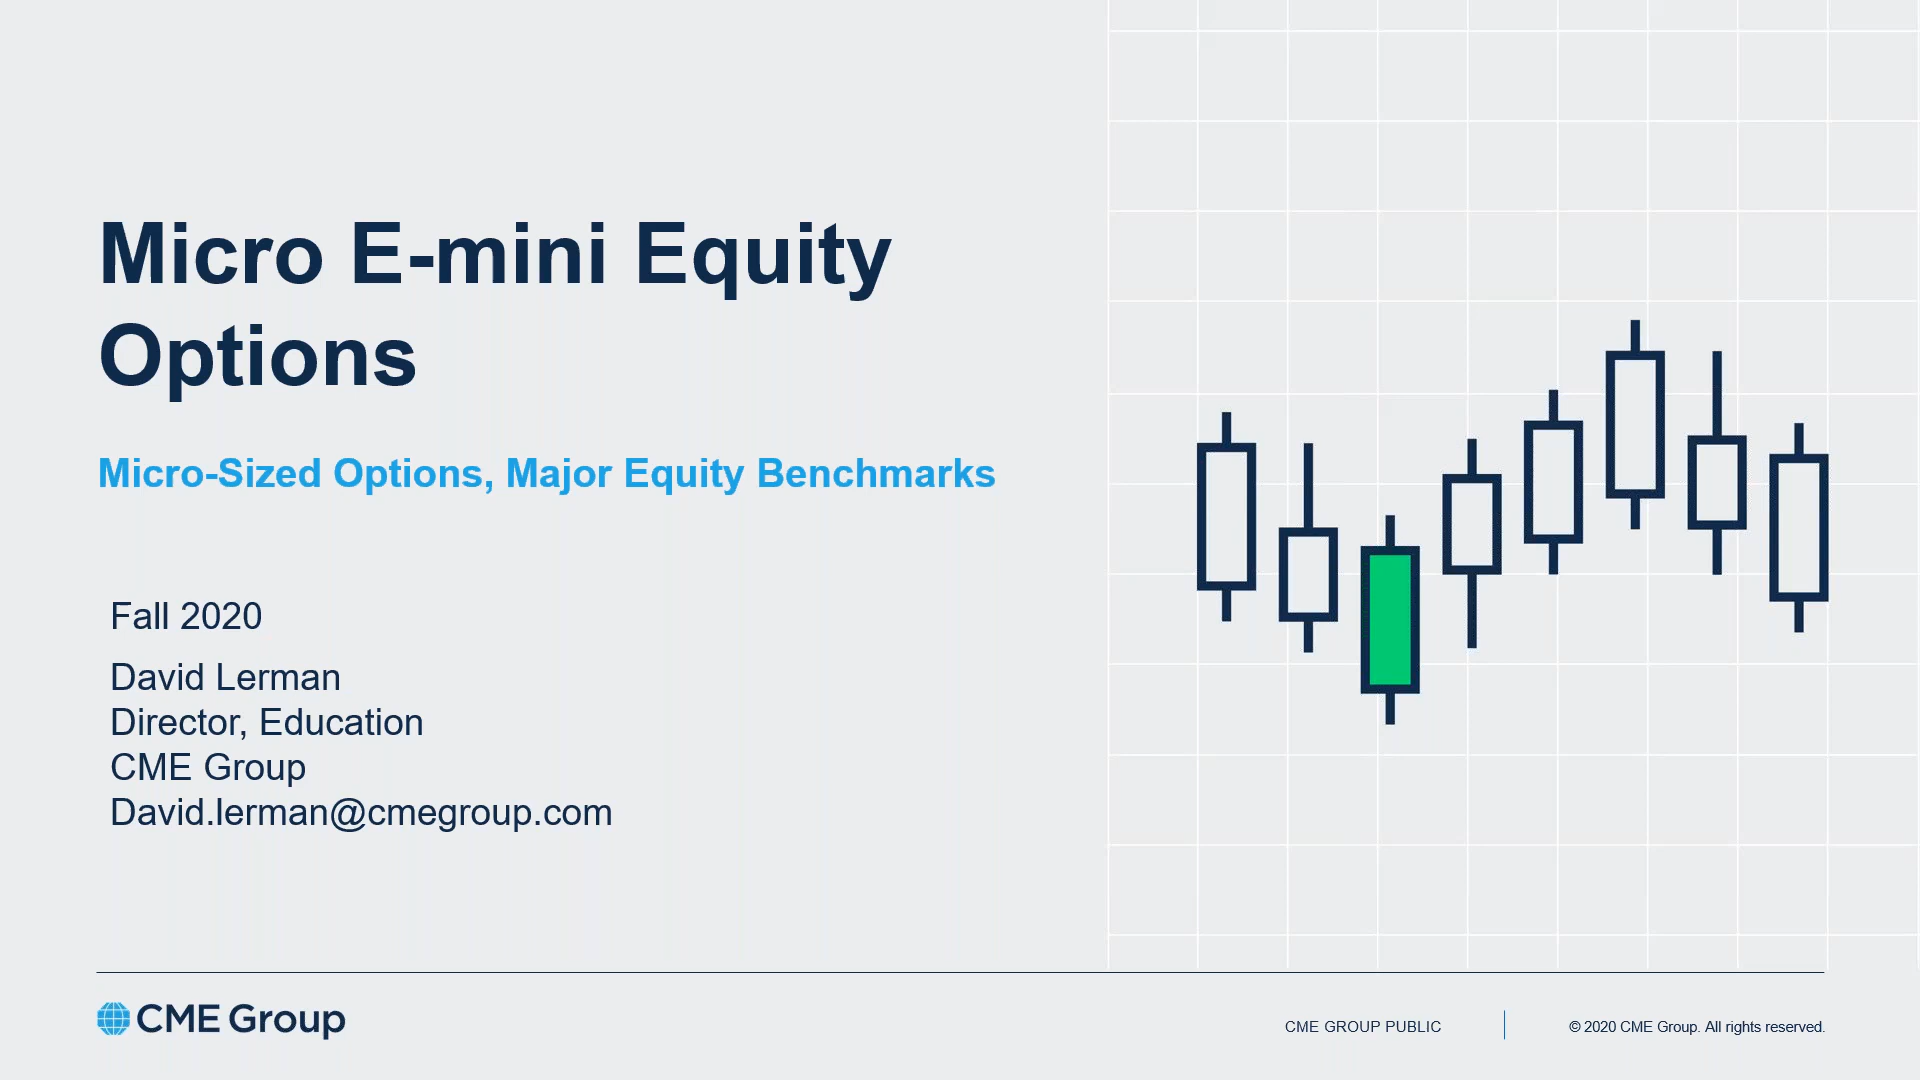 Micro E-mini Equity
Options
Micro-Sized Options, Major Equity Benchmarks
Fall 2020
David Lerman
Director, Education
CME Group
David.lerman@cmegroup.com
CME Group
CME GROUP PUBLIC
© 2020 CME Group. All rights reserved.